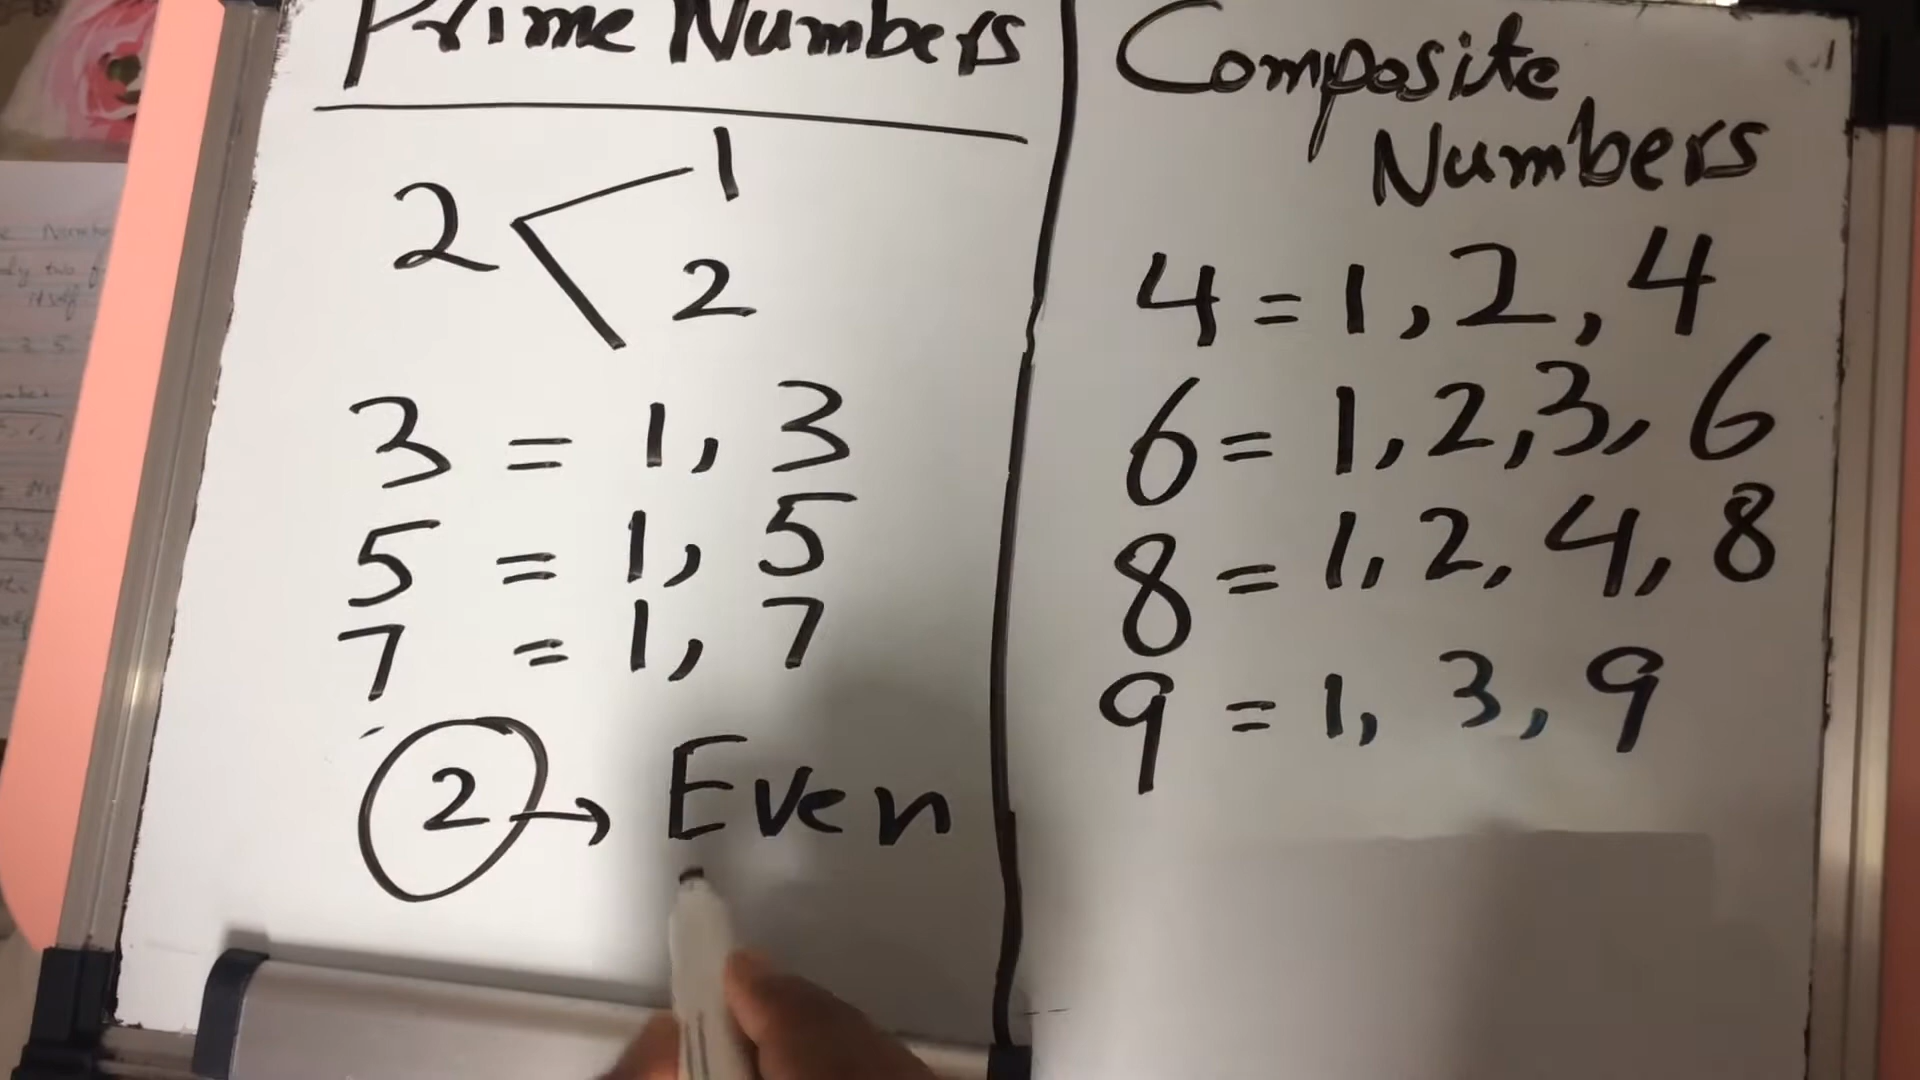 Prime Numbers
2 1
2
3 = 1, 3
5 = 1, 5
7 = 1, 7
2 → Even
Composite
Numbers
4 = 1, 2, 4
6 = 1, 2, 3, 6
8 = 1, 2, 4, 8
9 = 1, 3, 9